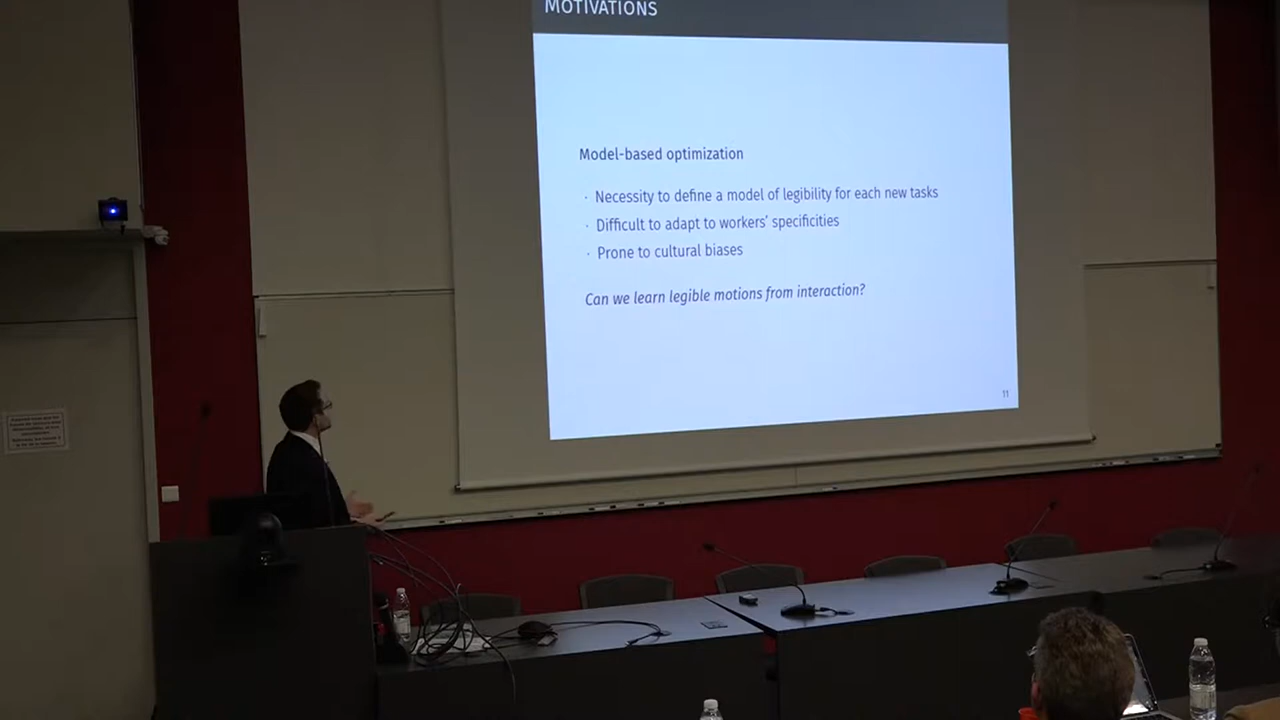 MOTIVATIONS
Model-based optimization
· Necessity to define a model of legibility for each new tasks
· Difficult to adapt to workers' specificities
· Prone to cultural biases
Can we learn legible motions from interaction?
11